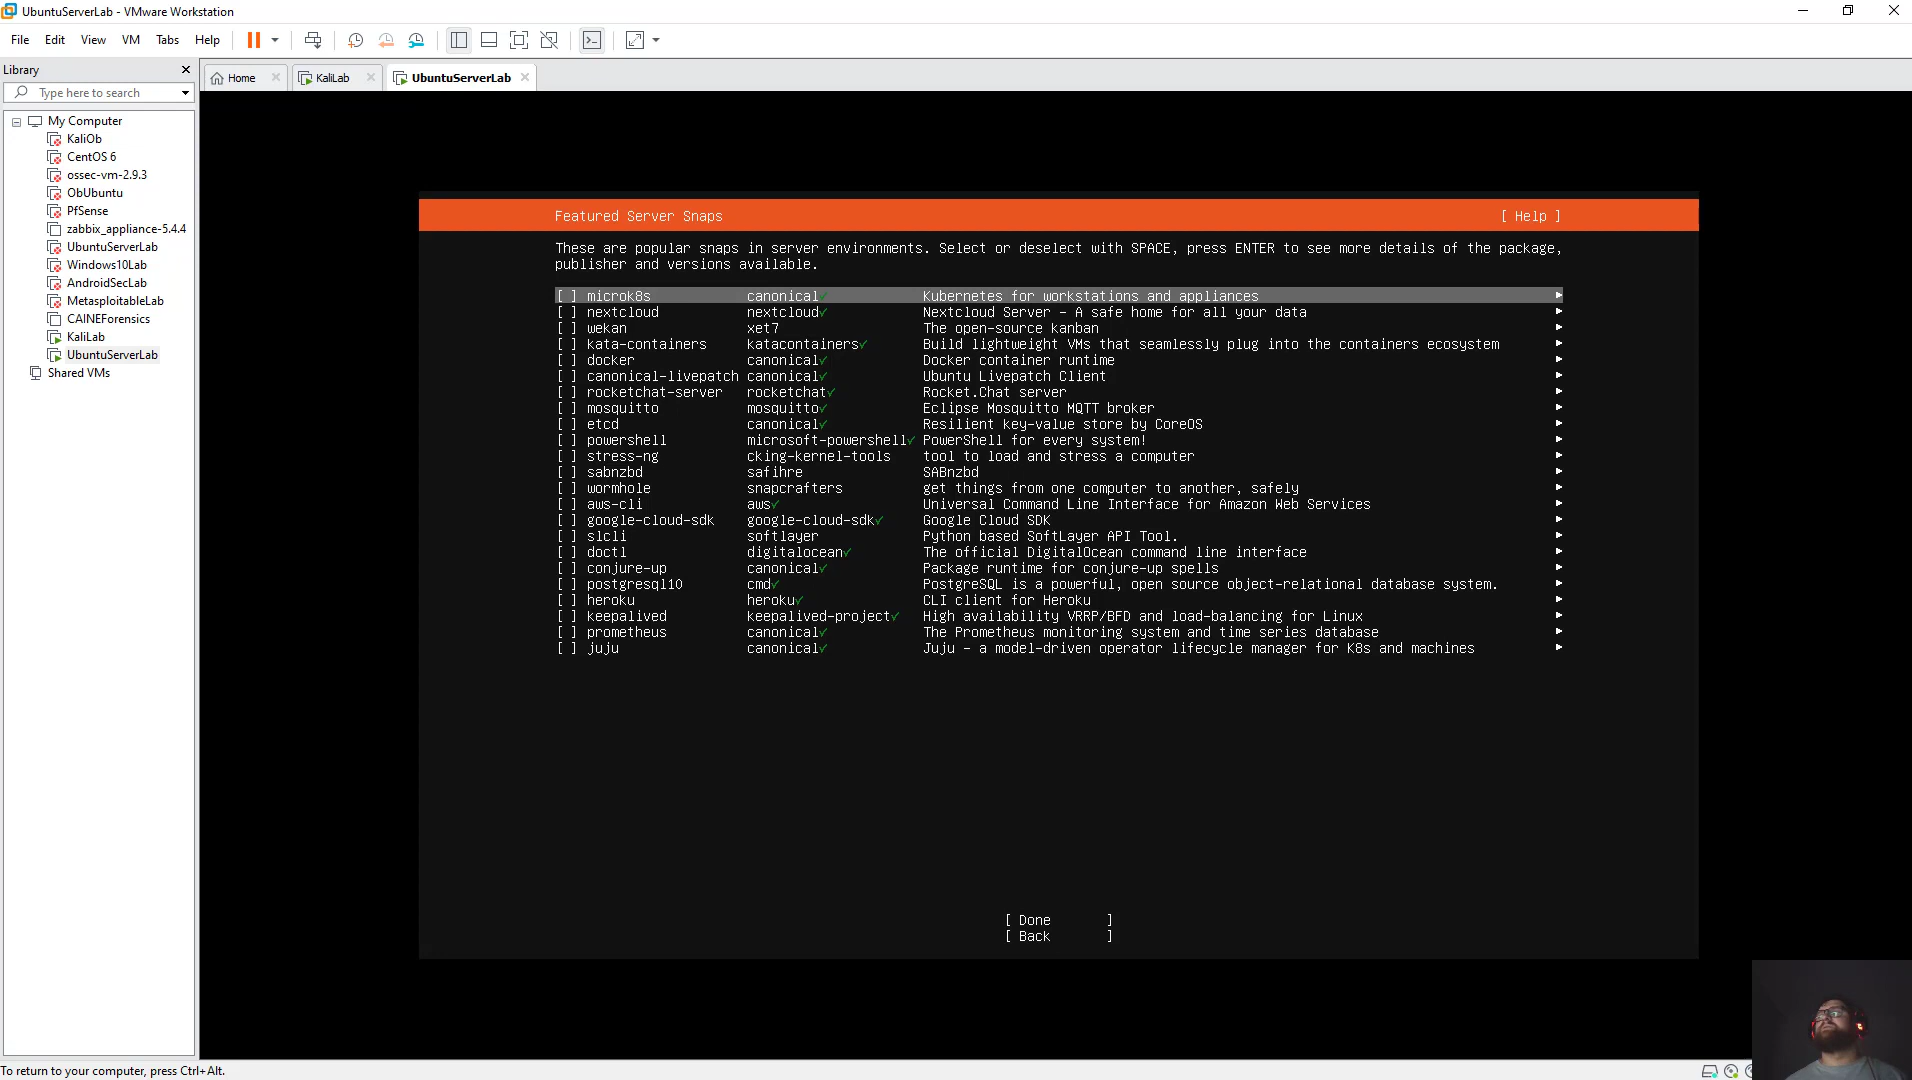 UbuntuServerLab - VMware Workstation
File Edit View VM Tabs Help
Library
Type here to search
My Computer
KaliOb
CentOS 6
ossec-vm-2.9.3
ObUbuntu
PfSense
zabbix_appliance-5.4.4
UbuntuServerLab
Windows10Lab
AndroidSecLab
MetasploitableLab
CAINEForensics
KaliLab
UbuntuServerLab
Shared VMs
Home KaliLab UbuntuServerLab
Featured Server Snaps [ Help ]
These are popular snaps in server environments. Select or deselect with SPACE, press ENTER to see more details of the package,
publisher and versions available.
[ ] microk8s canonical✓ Kubernetes for workstations and appliances ▸
[ ] nextcloud nextcloud✓ Nextcloud Server - A safe home for all your data ▸
[ ] wekan xet7 The open-source kanban ▸
[ ] kata-containers katacontainers✓ Build lightweight VMs that seamlessly plug into the containers ecosystem ▸
[ ] docker canonical✓ Docker container runtime ▸
[ ] canonical-livepatch canonical✓ Ubuntu Livepatch Client ▸
[ ] rocketchat-server rocketchat✓ Rocket.Chat server ▸
[ ] mosquitto mosquitto✓ Eclipse Mosquitto MQTT broker ▸
[ ] etcd canonical✓ Resilient key-value store by CoreOS ▸
[ ] powershell microsoft-powershell✓ PowerShell for every system! ▸
[ ] stress-ng cking-kernel-tools tool to load and stress a computer ▸
[ ] sabnzbd safihre SABnzbd ▸
[ ] wormhole snapcrafters get things from one computer to another, safely ▸
[ ] aws-cli aws✓ Universal Command Line Interface for Amazon Web Services ▸
[ ] google-cloud-sdk google-cloud-sdk✓ Google Cloud SDK ▸
[ ] slcli softlayer Python based SoftLayer API Tool. ▸
[ ] doctl digitalocean✓ The official DigitalOcean command line interface ▸
[ ] conjure-up canonical✓ Package runtime for conjure-up spells ▸
[ ] postgresql10 cmd✓ PostgreSQL is a powerful, open source object-relational database system. ▸
[ ] heroku heroku✓ CLI client for Heroku ▸
[ ] keepalived keepalived-project✓ High availability VRRP/BFD and load-balancing for Linux ▸
[ ] prometheus canonical✓ The Prometheus monitoring system and time series database ▸
[ ] juju canonical✓ Juju - a model-driven operator lifecycle manager for K8s and machines ▸
[ Done ]
[ Back ]
To return to your computer, press Ctrl+Alt.